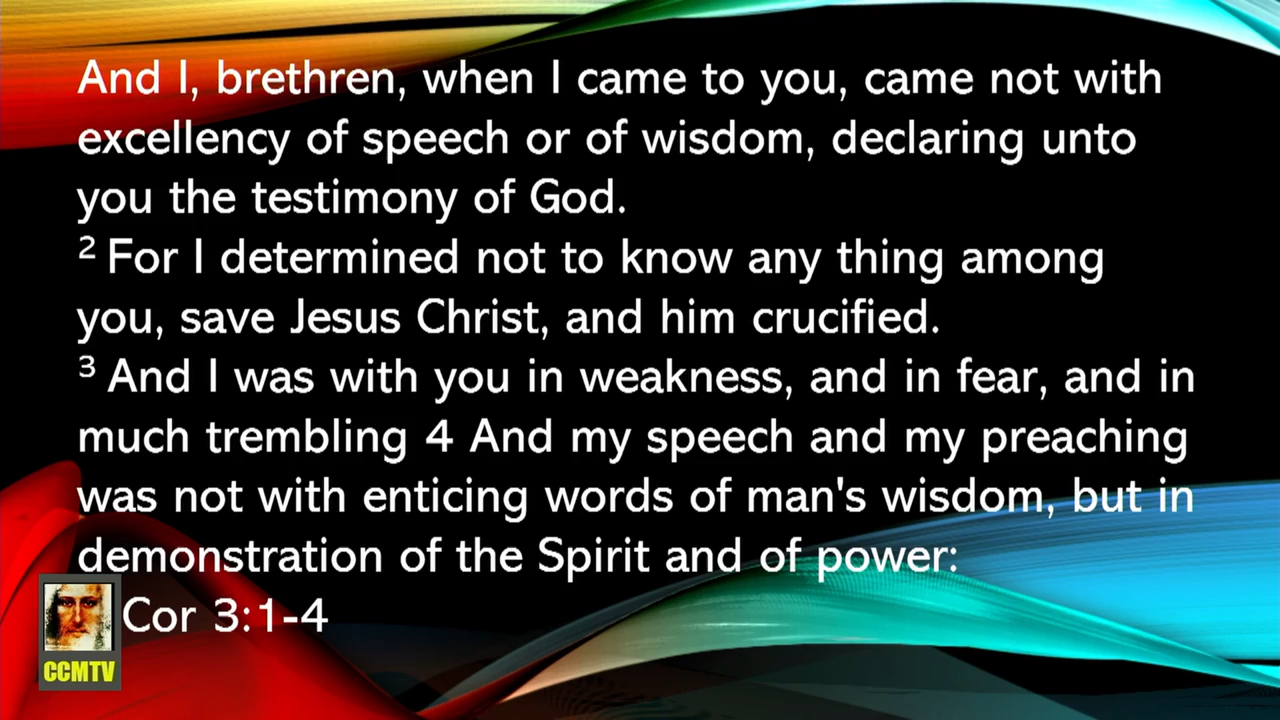 And I, brethren, when I came to you, came not with
excellency of speech or of wisdom, declaring unto
you the testimony of God.
² For I determined not to know any thing among
you, save Jesus Christ, and him crucified.
³ And I was with you in weakness, and in fear, and in
much trembling 4 And my speech and my preaching
was not with enticing words of man's wisdom, but in
demonstration of the Spirit and of power:
Cor 3:1-4
CCMTV